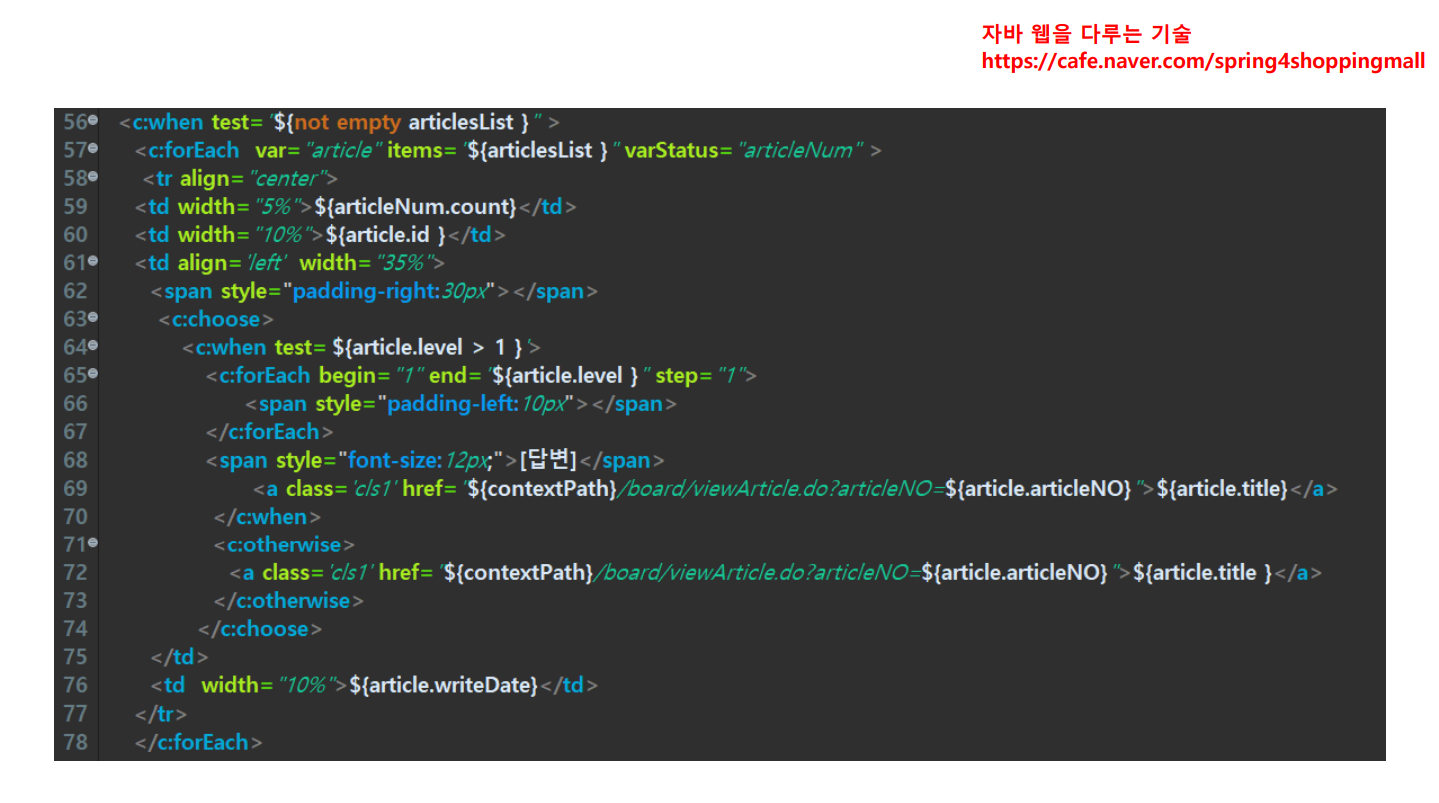 자바 웹을 다루는 기술
https://cafe.naver.com/spring4shoppingmall
56 <c:when test="${not empty articlesList }" >
57 <c:forEach  var="article" items="${articlesList }" varStatus="articleNum" >
58 <tr align="center">
59 <td width="5%">${articleNum.count}</td>
60 <td width="10%">${article.id }</td>
61 <td align='left'  width="35%">
62 <span style="padding-right:30px"></span>
63 <c:choose>
64 <c:when test='${article.level > 1 }'>
65 <c:forEach begin="1" end="${article.level }" step="1">
66 <span style="padding-left:10px"></span>
67 </c:forEach>
68 <span style="font-size:12px;">[답변]</span>
69 <a class='cls1' href="${contextPath}/board/viewArticle.do?articleNO=${article.articleNO}">${article.title}</a>
70 </c:when>
71 <c:otherwise>
72 <a class='cls1' href="${contextPath}/board/viewArticle.do?articleNO=${article.articleNO}">${article.title }</a>
73 </c:otherwise>
74 </c:choose>
75 </td>
76 <td  width="10%">${article.writeDate}</td>
77 </tr>
78 </c:forEach>